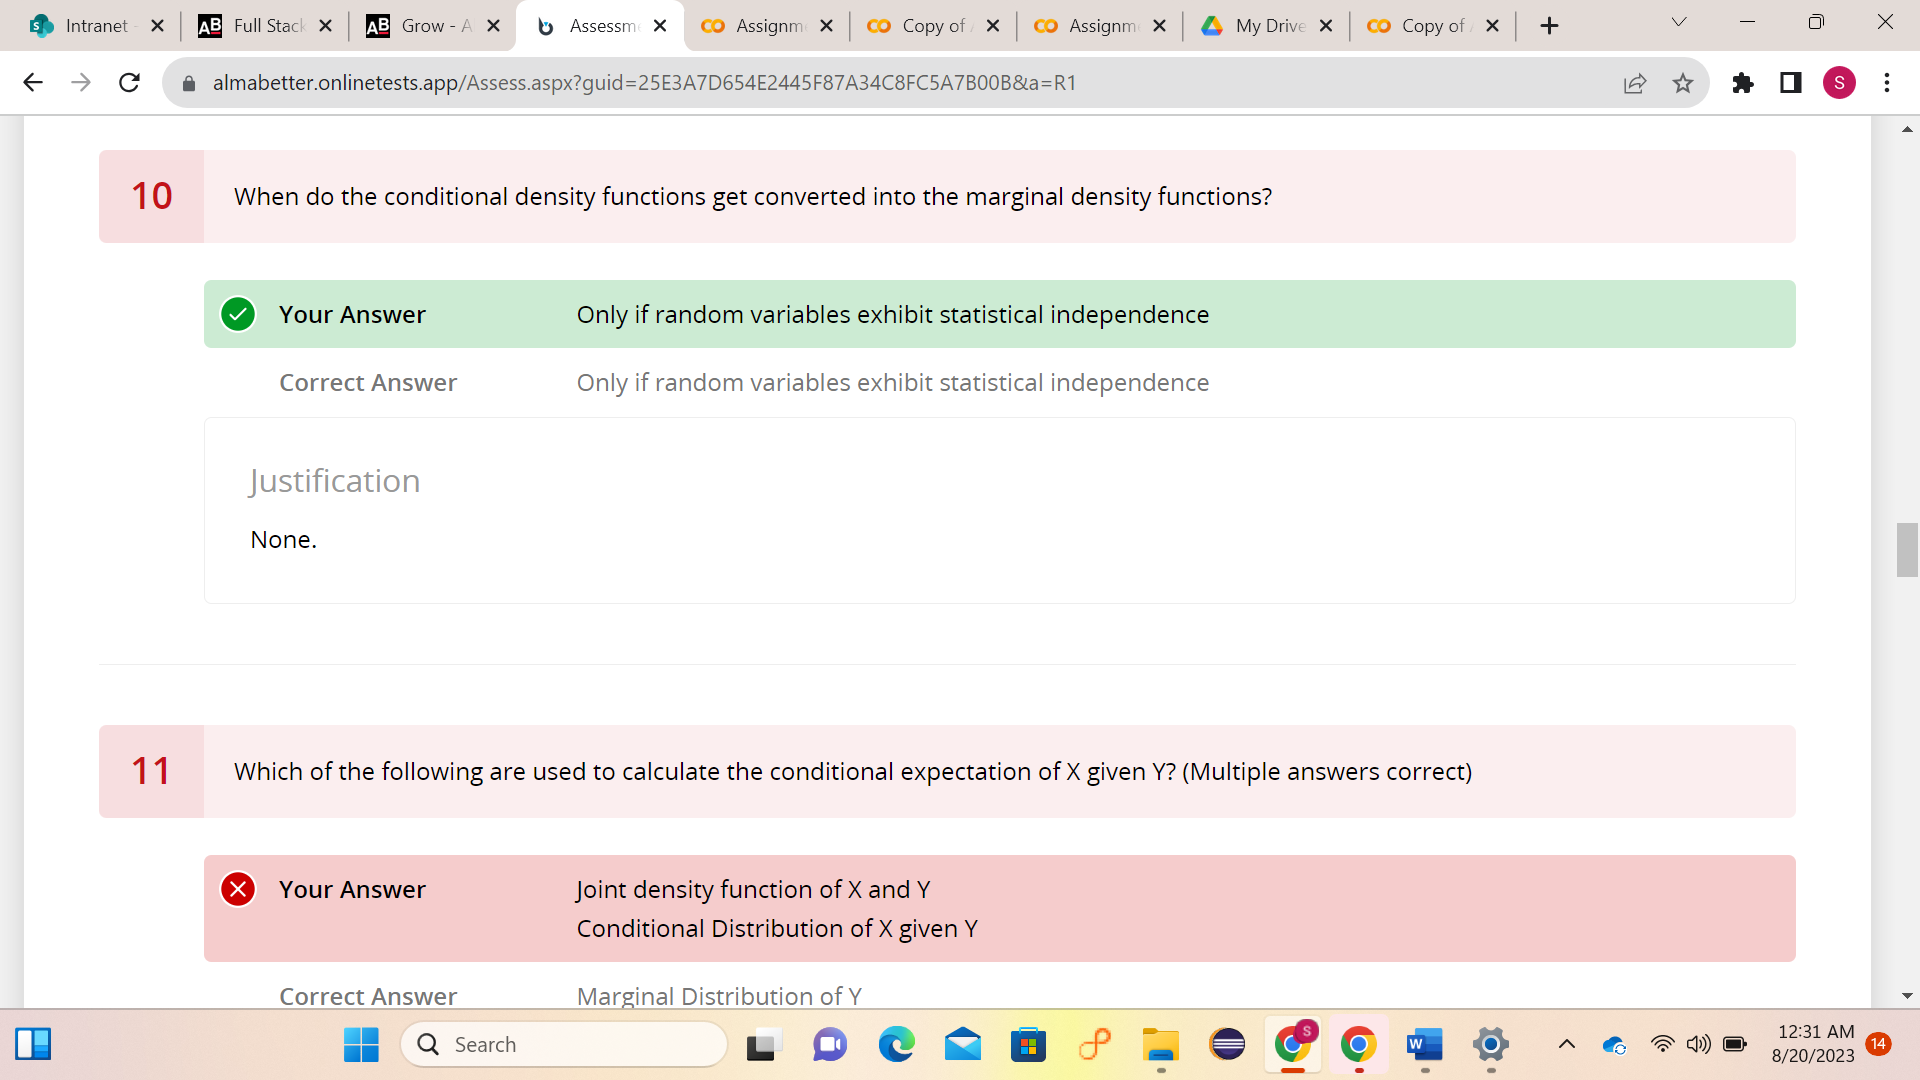 Intranet
Full Stack
Grow - A
Assessm
Assignm
Copy of
Assignm
My Drive
Copy of
almabetter.onlinetests.app/Assess.aspx?guid=25E3A7D654E2445F87A34C8FC5A7B00B&a=R1
S
10
When do the conditional density functions get converted into the marginal density functions?
Your Answer Only if random variables exhibit statistical independence
Correct Answer Only if random variables exhibit statistical independence
Justification
None.
11
Which of the following are used to calculate the conditional expectation of X given Y? (Multiple answers correct)
Your Answer Joint density function of X and Y
Conditional Distribution of X given Y
Correct Answer Marginal Distribution of Y
Search
12:31 AM
8/20/2023
14